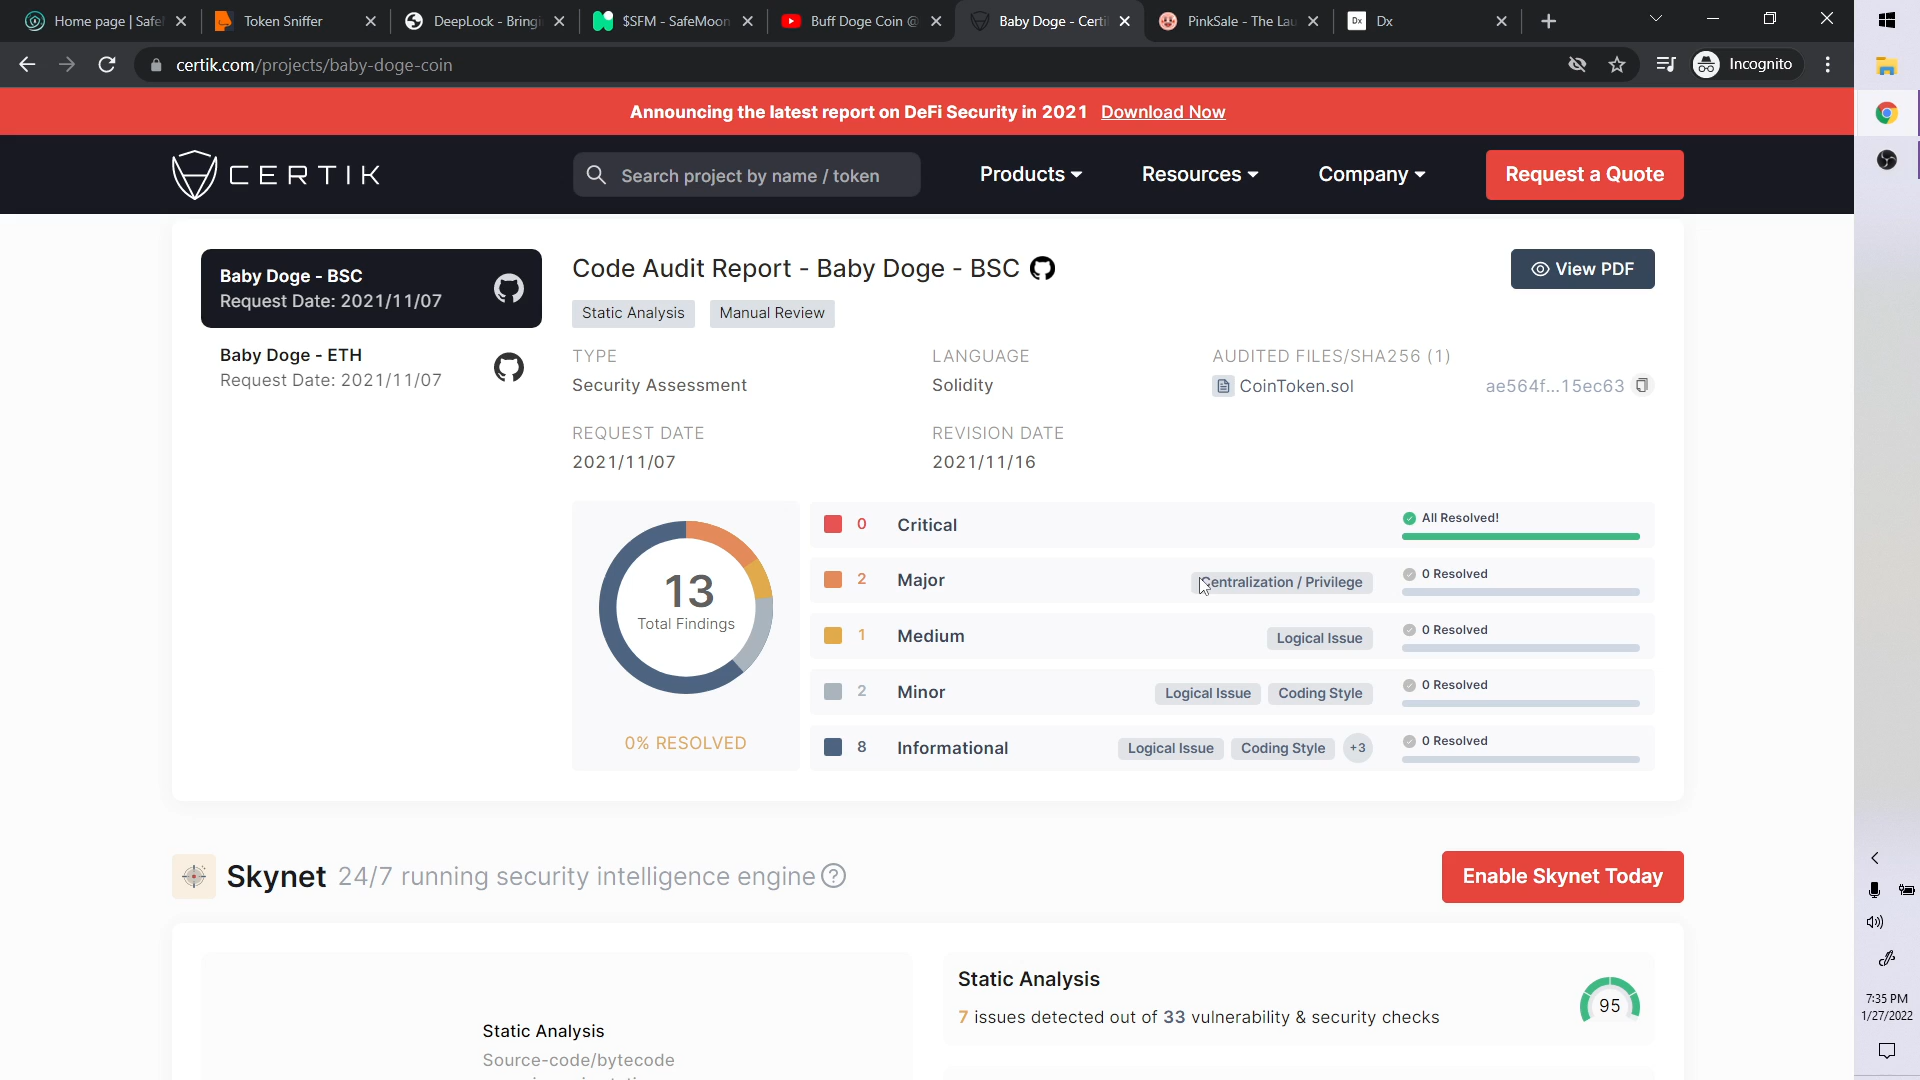 Home page | Safe
Token Sniffer
DeepLock - Bringi
$SFM - SafeMoon
Buff Doge Coin @
Baby Doge - Certi
PinkSale - The Lau
Dx
Dx
certik.com/projects/baby-doge-coin
Incognito
Announcing the latest report on DeFi Security in 2021 Download Now
CERTIK
Search project by name / token
Products
Resources
Company
Request a Quote
Baby Doge - BSC
Request Date: 2021/11/07
Baby Doge - ETH
Request Date: 2021/11/07
Code Audit Report - Baby Doge - BSC
View PDF
Static Analysis
Manual Review
TYPE
Security Assessment
LANGUAGE
Solidity
AUDITED FILES/SHA256 (1)
CoinToken.sol
ae564f...15ec63
REQUEST DATE
2021/11/07
REVISION DATE
2021/11/16
13
Total Findings
0% RESOLVED
0 Critical
All Resolved!
2 Major
Centralization / Privilege
0 Resolved
1 Medium
Logical Issue
0 Resolved
2 Minor
Logical Issue
Coding Style
0 Resolved
8 Informational
Logical Issue
Coding Style
+3
0 Resolved
Skynet 24/7 running security intelligence engine ?
Enable Skynet Today
Static Analysis
Source-code/bytecode
Static Analysis
7 issues detected out of 33 vulnerability & security checks
95
7:35 PM
1/27/2022